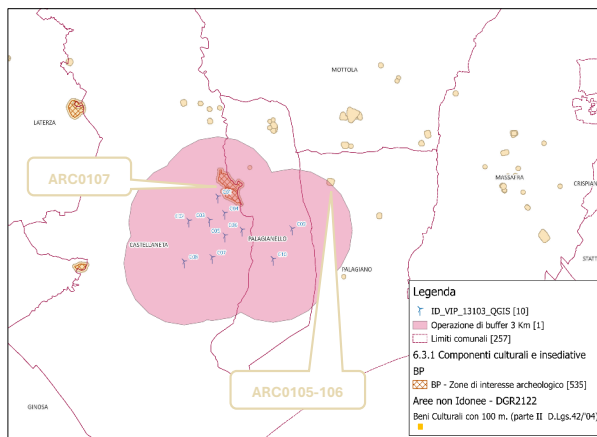 MOTTOLA
LATERZA
ARC0107
MASSAFRA
CRISPIAN
CASTELLANETA
PALAGIANELLO
STATT
PALAGIANO
ARC0105-106
GINOSA
Legenda
ID_VIP_13103_QGIS [10]
Operazione di buffer 3 Km [1]
Limiti comunali [257]
6.3.1 Componenti culturali e insediative
BP
BP - Zone di interesse archeologico [535]
Aree non Idonee - DGR2122
Beni Culturali con 100 m. (parte II D.Lgs.42/'04)